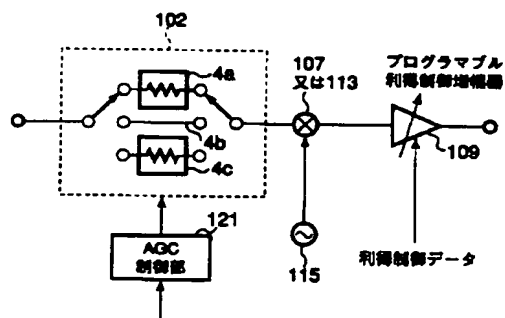 102
4a
4b
4c
107
又は113
プログラマブル
利得制御増幅器
109
121
AGC
制御部
115
利得制御データ